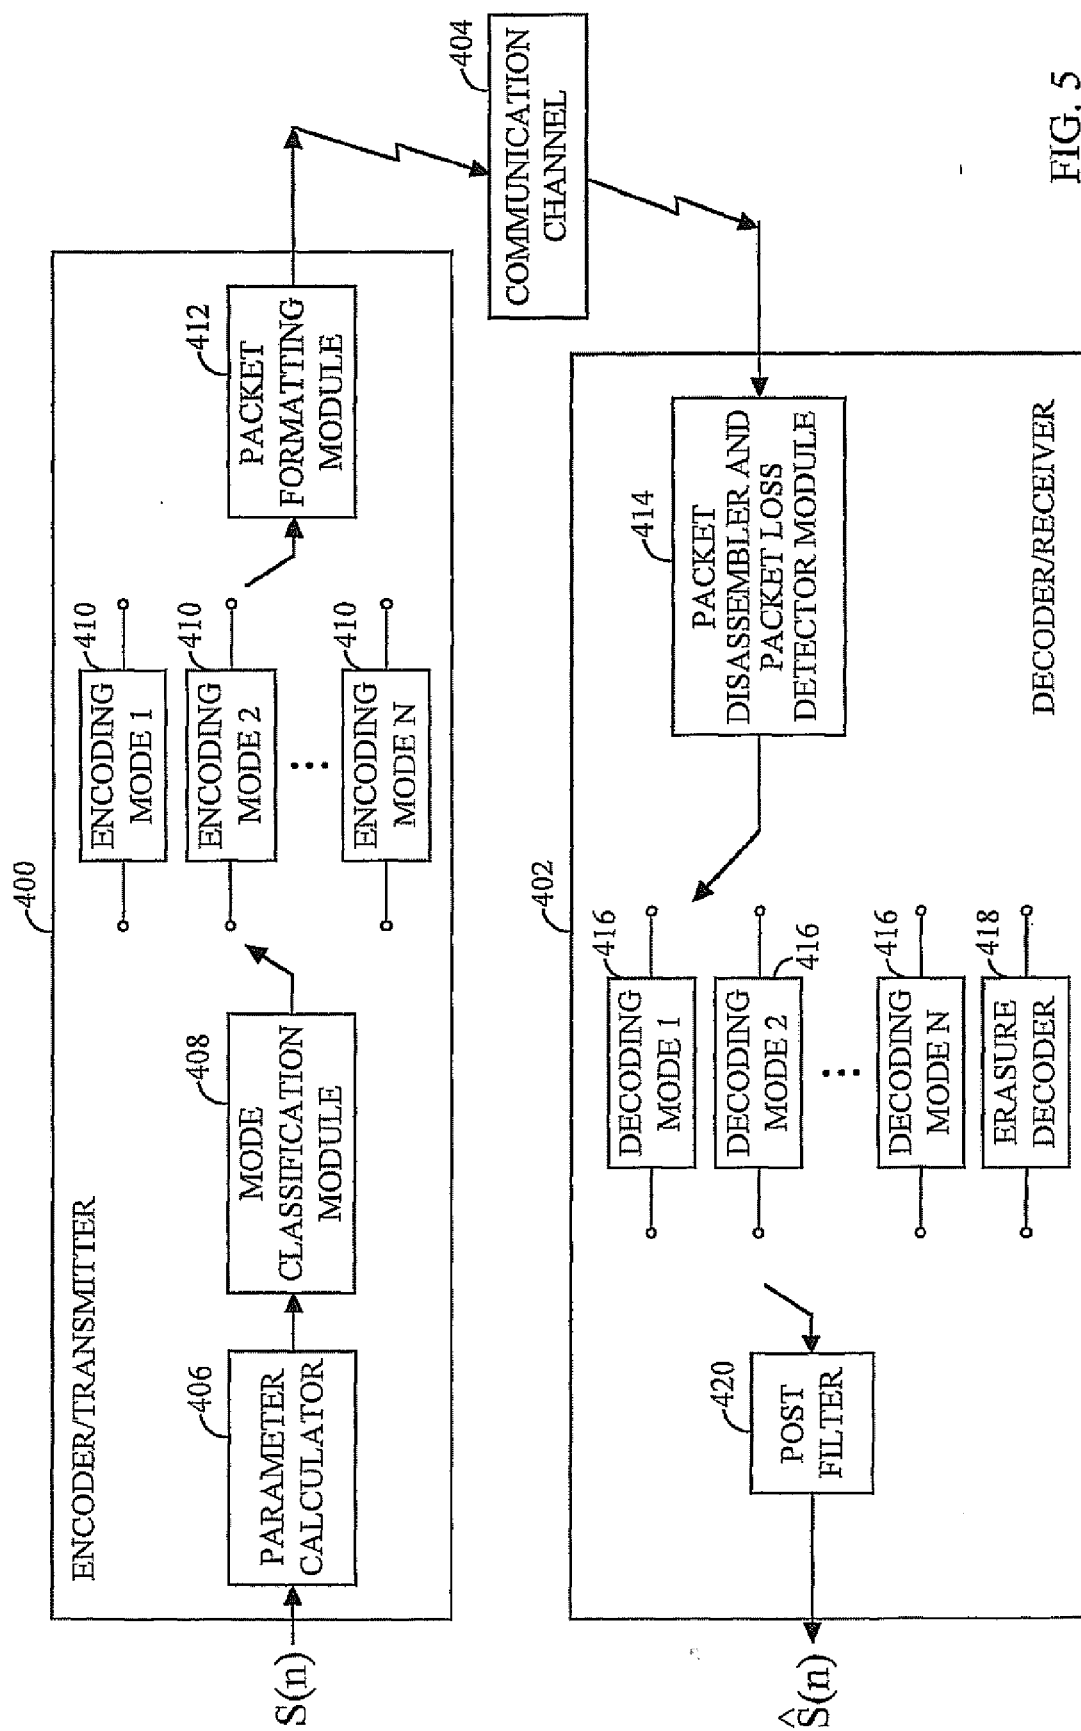 400
ENCODER/TRANSMITTER
S(n)
406
PARAMETER
CALCULATOR
408
MODE
CLASSIFICATION
MODULE
410
ENCODING
MODE 1
410
ENCODING
MODE 2
•••
410
ENCODING
MODE N
412
PACKET
FORMATTING
MODULE
404
COMMUNICATION
CHANNEL
402
414
PACKET
DISASSEMBLER AND
PACKET LOSS
DETECTOR MODULE
416
DECODING
MODE 1
416
DECODING
MODE 2
•••
416
DECODING
MODE N
418
ERASURE
DECODER
420
POST
FILTER
Ŝ(n)
DECODER/RECEIVER
FIG. 5